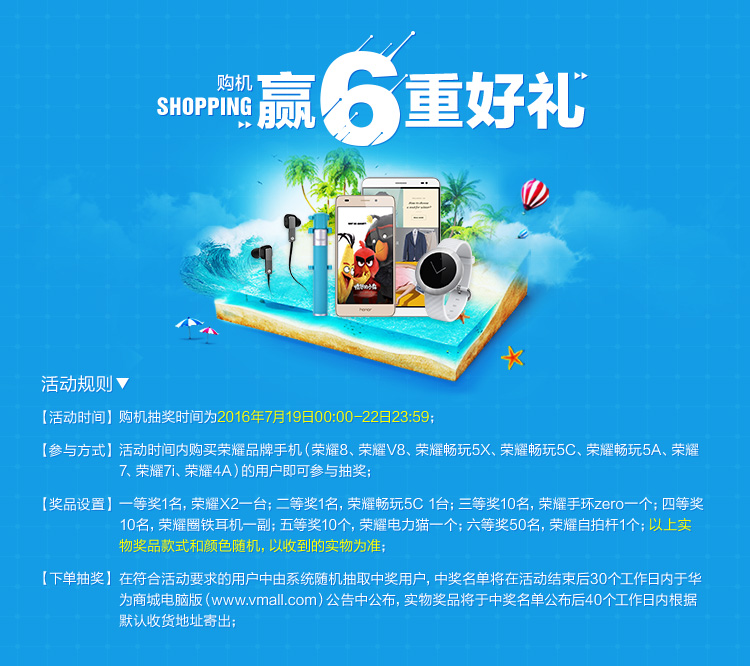 购机
SHOPPING
赢6重好礼
honor
活动规则▼
【活动时间】购机抽奖时间为2016年7月19日00:00-22日23:59;
【参与方式】活动时间内购买荣耀品牌手机(荣耀8、荣耀V8、荣耀畅玩5X、荣耀畅玩5C、荣耀畅玩5A、荣耀
7、荣耀7i、荣耀4A)的用户即可参与抽奖;
【奖品设置】一等奖1名, 荣耀X2一台; 二等奖1名, 荣耀畅玩5C 1台; 三等奖10名, 荣耀手环zero一个; 四等奖
10名, 荣耀圈铁耳机一副; 五等奖10个, 荣耀电力猫一个; 六等奖50名, 荣耀自拍杆1个; 以上实
物奖品款式和颜色随机, 以收到的实物为准;
【下单抽奖】在符合活动要求的用户中由系统随机抽取中奖用户, 中奖名单将在活动结束后30个工作日内于华
为商城电脑版(www.vmall.com)公告中公布, 实物奖品将于中奖名单公布后40个工作日内根据
默认收货地址寄出;